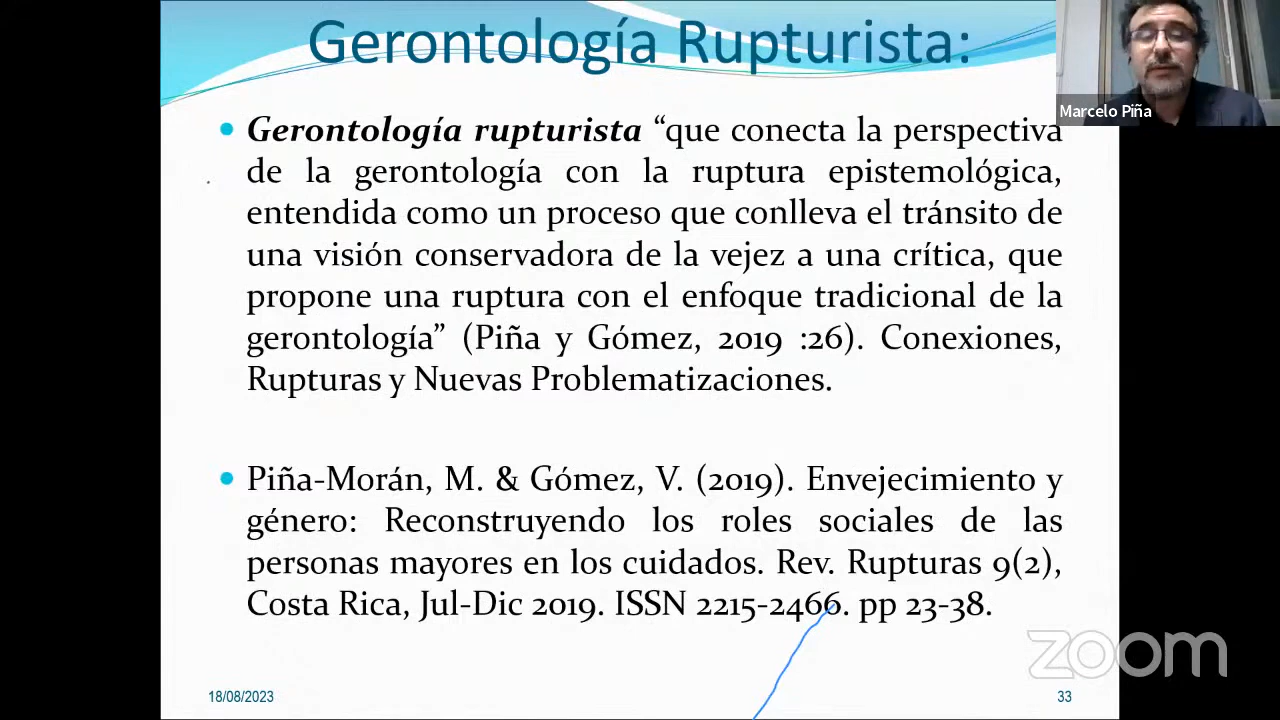 Gerontología Rupturista:
Marcelo Piña
Gerontología rupturista “que conecta la perspectiva
de la gerontología con la ruptura epistemológica,
entendida como un proceso que conlleva el tránsito de
una visión conservadora de la vejez a una crítica, que
propone una ruptura con el enfoque tradicional de la
gerontología” (Piña y Gómez, 2019 :26). Conexiones,
Rupturas y Nuevas Problematizaciones.
Piña-Morán, M. & Gómez, V. (2019). Envejecimiento y
género: Reconstruyendo los roles sociales de las
personas mayores en los cuidados. Rev. Rupturas 9(2),
Costa Rica, Jul-Dic 2019. ISSN 2215-2466. pp 23-38.
zoom
18/08/2023
33